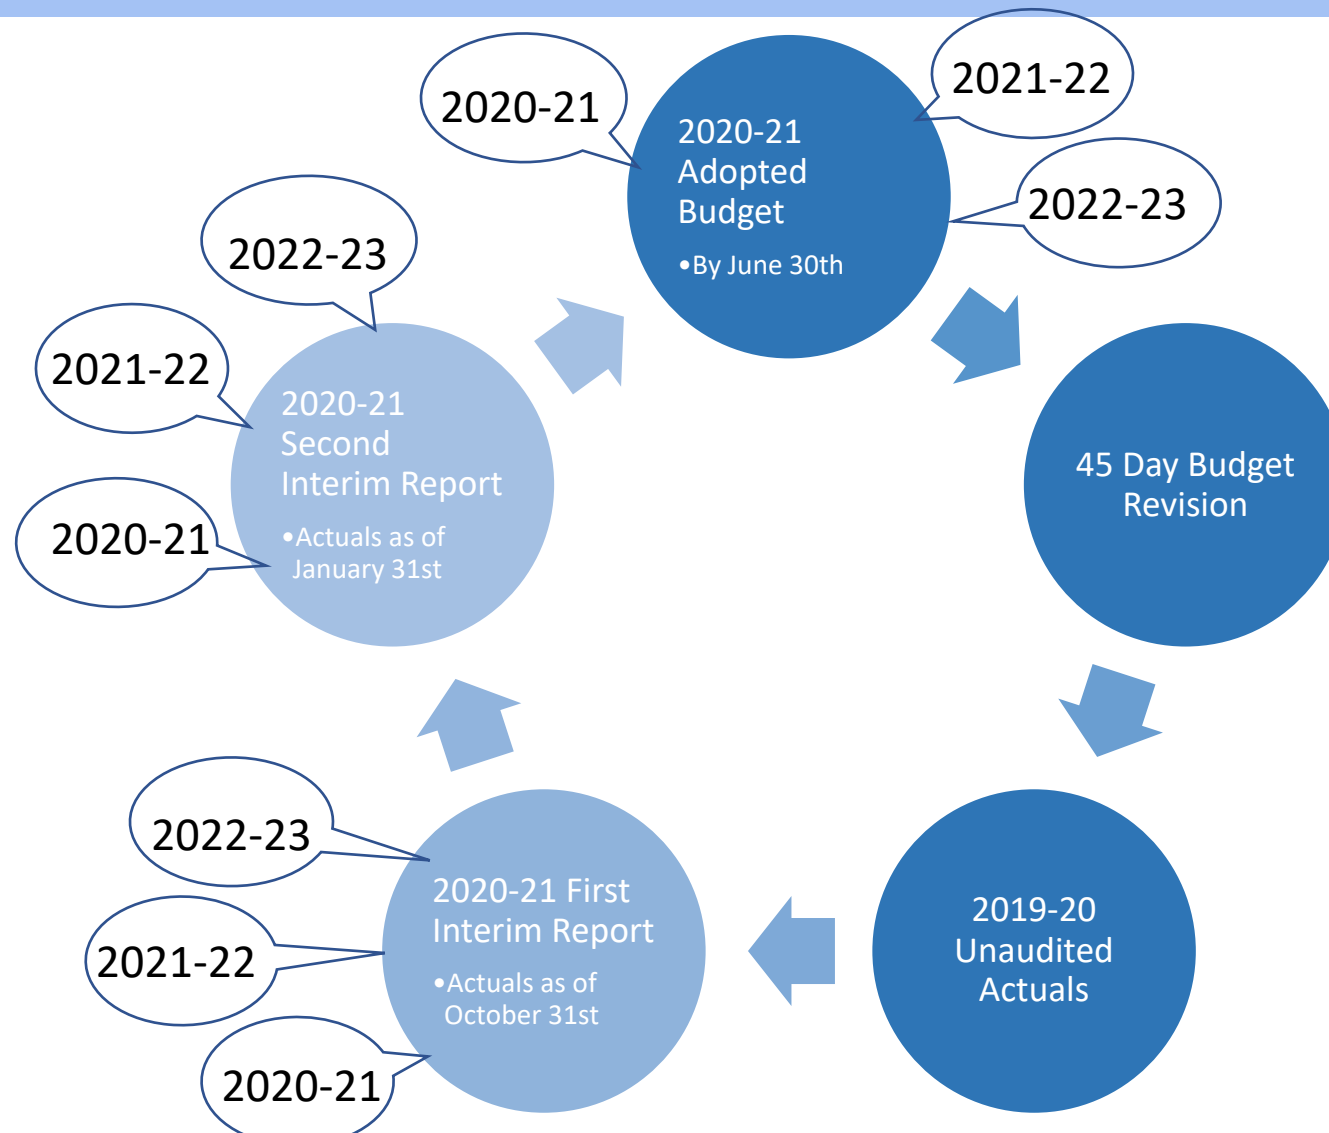 2020-21
2020-21
Adopted
Budget
•By June 30th
2021-22
2022-23
45 Day Budget
Revision
2019-20
Unaudited
Actuals
2020-21 First
Interim Report
•Actuals as of
October 31st
2022-23
2021-22
2020-21
2020-21
Second
Interim Report
•Actuals as of
January 31st
2022-23
2021-22
2020-21